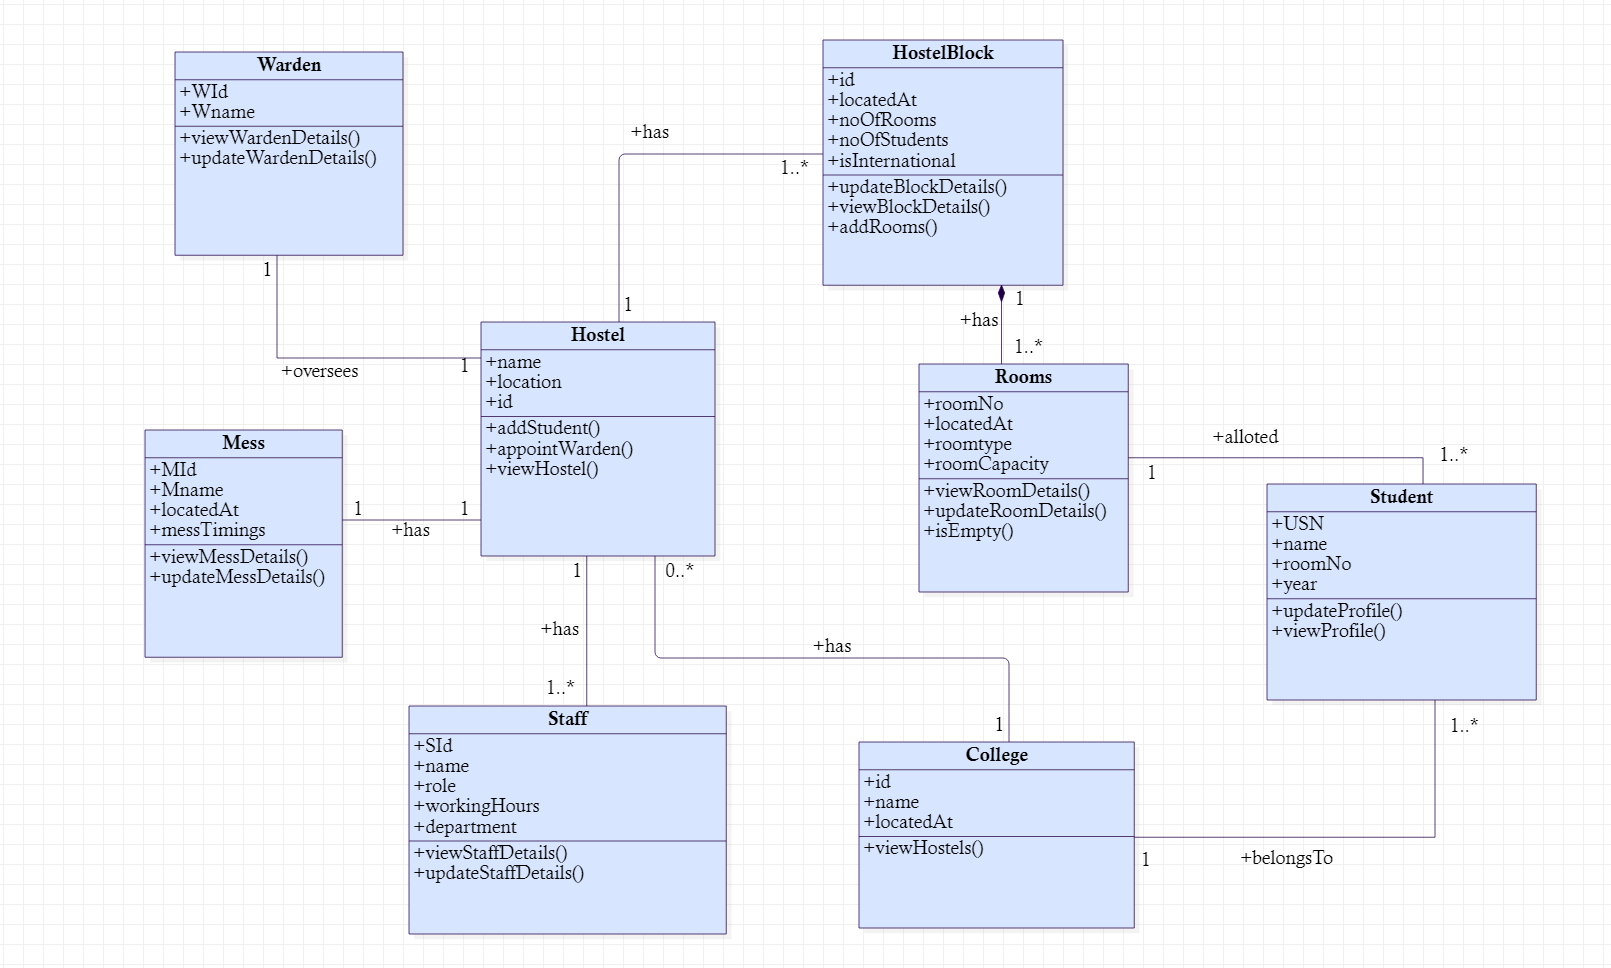 Warden
+WId
+Wname
+viewWardenDetails()
+updateWardenDetails()
1
+oversees
1
HostelBlock
+id
+locatedAt
+noOfRooms
+noOfStudents
+isInternational
+updateBlockDetails()
+viewBlockDetails()
+addRooms()
+has
1..*
1
1
+has
1..*
Hostel
+name
+location
+id
+addStudent()
+appointWarden()
+viewHostel()
Rooms
+roomNo
+locatedAt
+roomtype
+roomCapacity
+viewRoomDetails()
+updateRoomDetails()
+isEmpty()
+alloted
1
1..*
Mess
+MId
+Mname
+locatedAt
+messTimings
+viewMessDetails()
+updateMessDetails()
1
+has
1
Student
+USN
+name
+roomNo
+year
+updateProfile()
+viewProfile()
1
+has
1..*
0..*
+has
1
Staff
+SId
+name
+role
+workingHours
+department
+viewStaffDetails()
+updateStaffDetails()
College
+id
+name
+locatedAt
+viewHostels()
1..*
1
+belongsTo